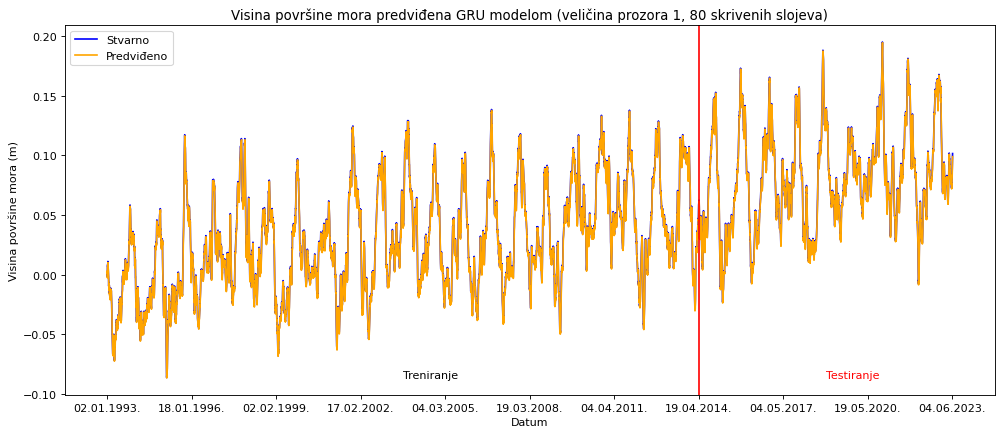 Visina površine mora predviđena GRU modelom (veličina prozora 1, 80 skrivenih slojeva)
Stvarno
Predviđeno
Visina površine mora (m)
0.20
0.15
0.10
0.05
0.00
−0.05
−0.10
Treniranje
Testiranje
02.01.1993.
18.01.1996.
02.02.1999.
17.02.2002.
04.03.2005.
19.03.2008.
04.04.2011.
19.04.2014.
04.05.2017.
19.05.2020.
04.06.2023.
Datum